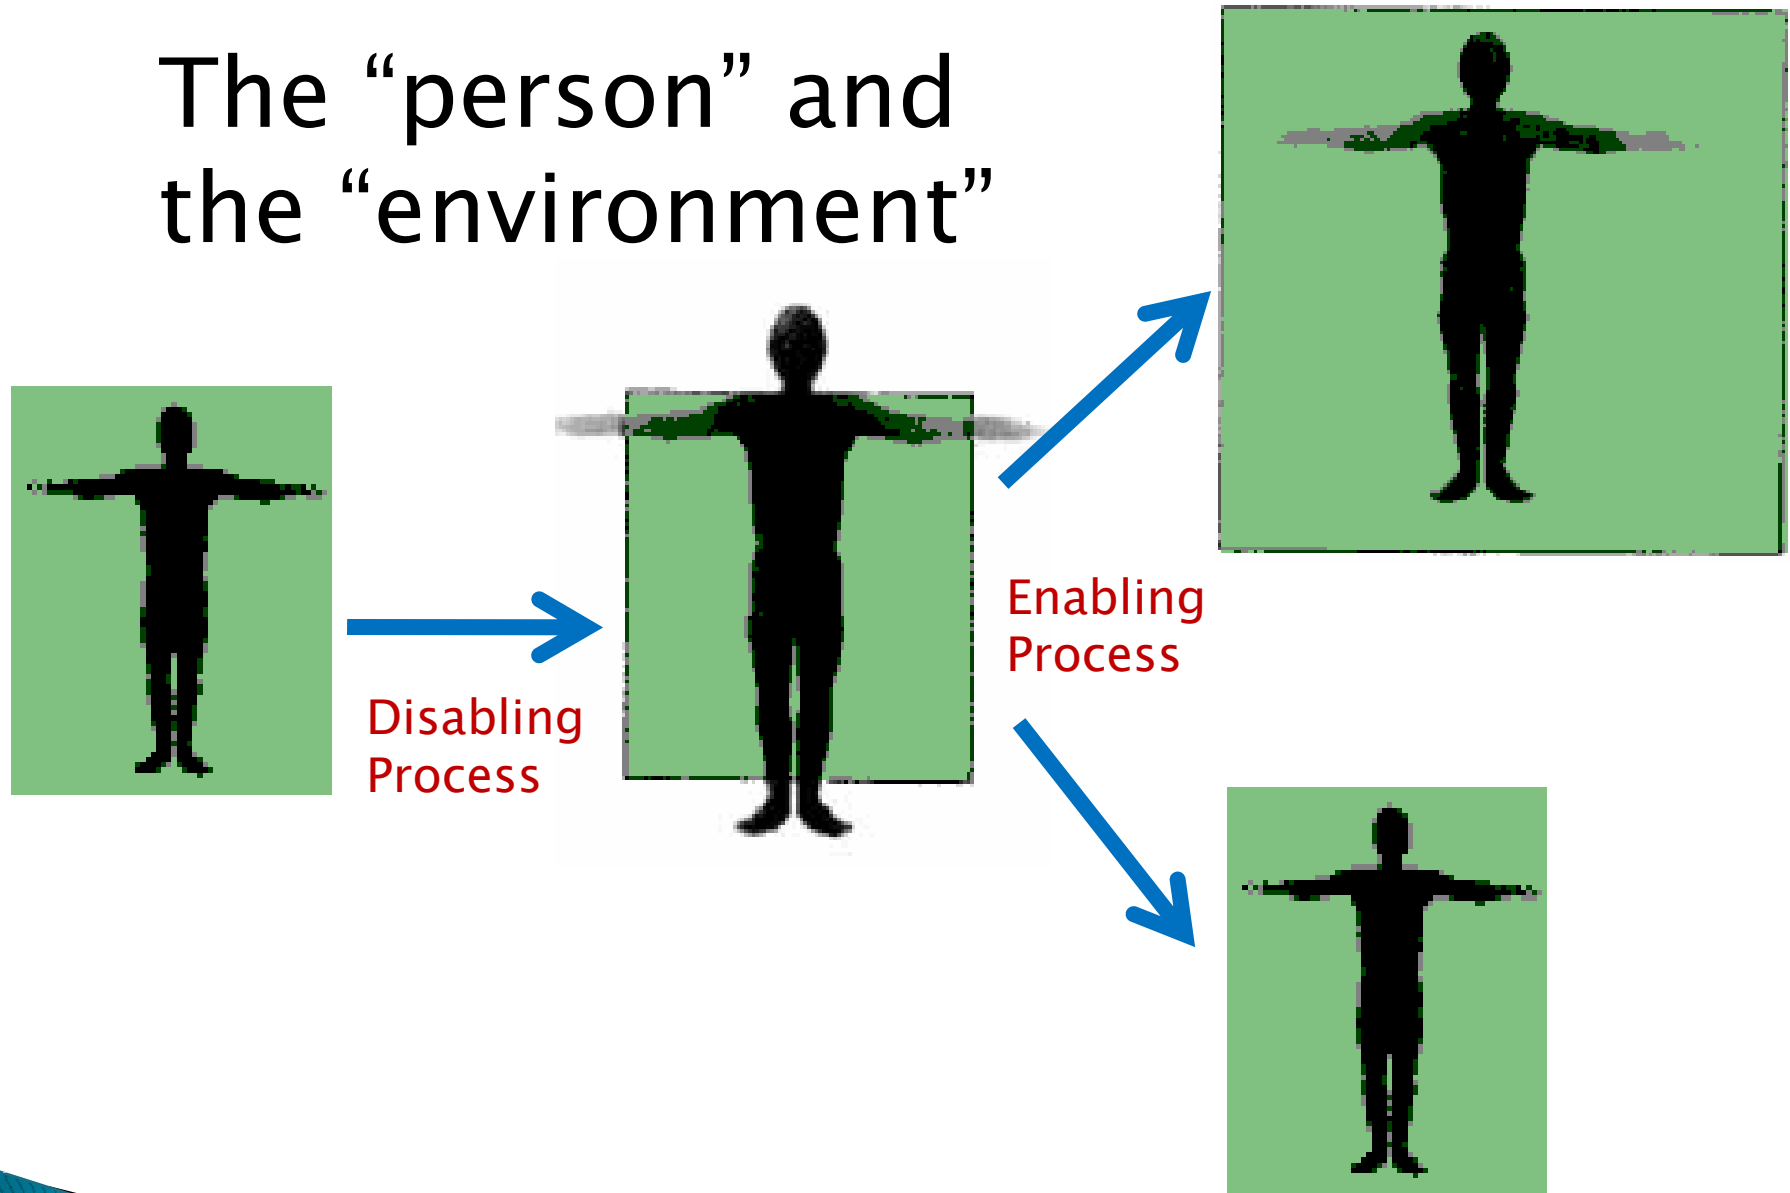 The “person” and
the “environment”
Enabling
Process
Disabling
Process